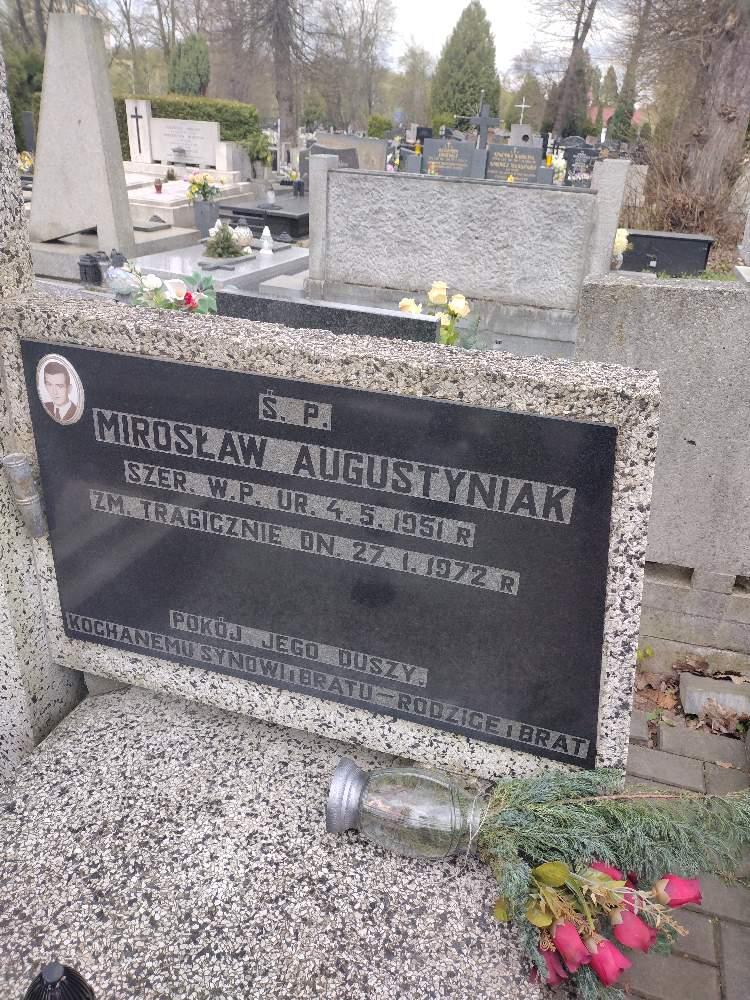 Ś. P.
MIROSŁAW AUGUSTYNIAK
SZER. W.P. UR. 4.5.1951 R
ZM. TRAGICZNIE DN. 27.1.1972 R
POKÓJ JEGO DUSZY.
KOCHANEMU SYNOWI I BRATU - RODZICE I BRAT